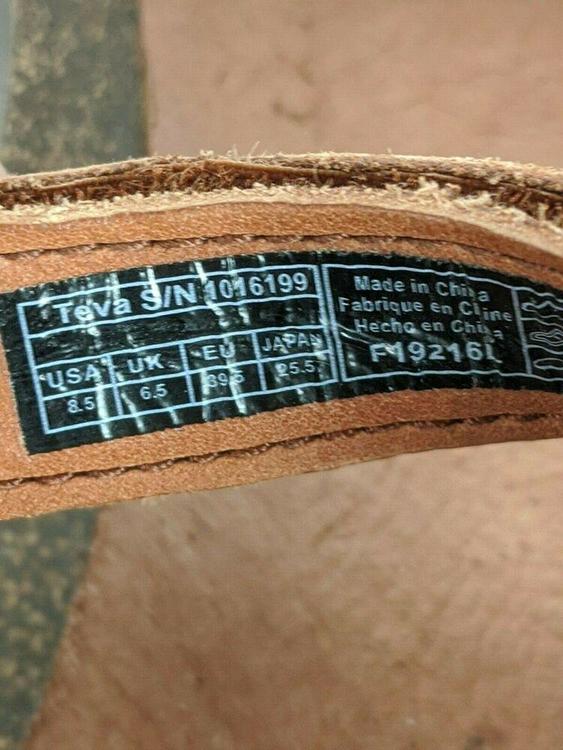 Teva S/N 1016199
USA UK EU JAPAN
8.5 6.5 39.5 25.5
Made in China
Fabrique en Chine
Hecho en China
F19216L